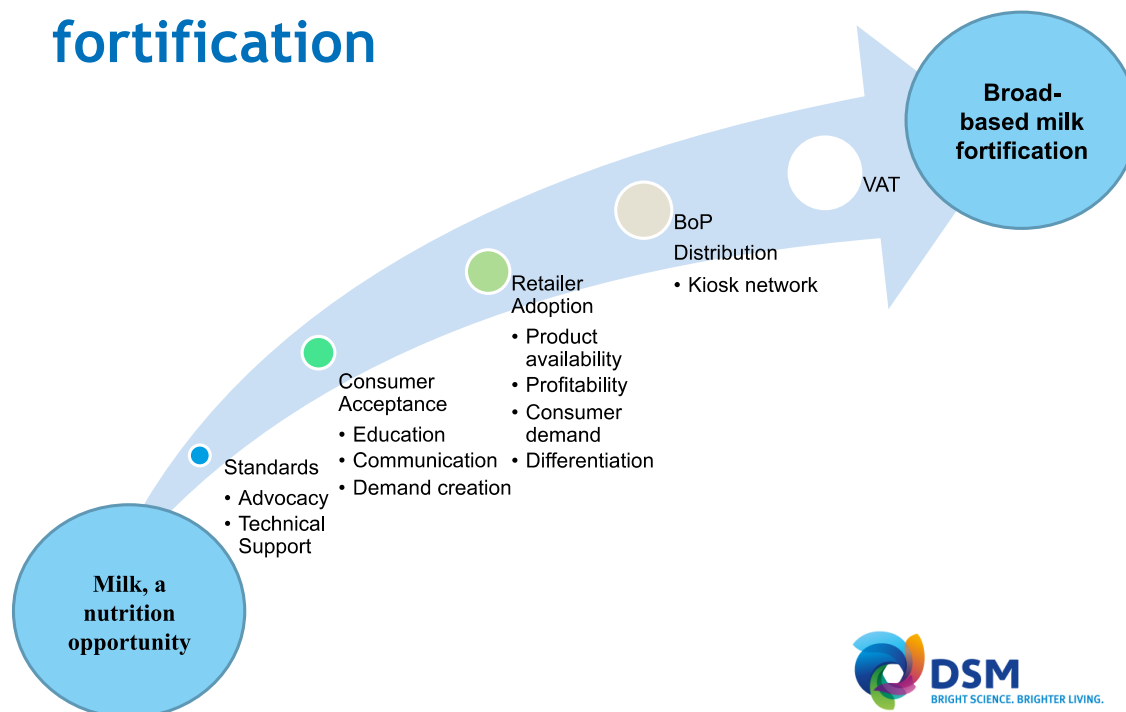 fortification
Broad-
based milk
fortification
VAT
BoP
Distribution
• Kiosk network
Retailer
Adoption
• Product
availability
• Profitability
• Consumer
demand
• Differentiation
Consumer
Acceptance
• Education
• Communication
• Demand creation
Standards
• Advocacy
• Technical
Support
Milk, a
nutrition
opportunity
DSM
BRIGHT SCIENCE. BRIGHTER LIVING.